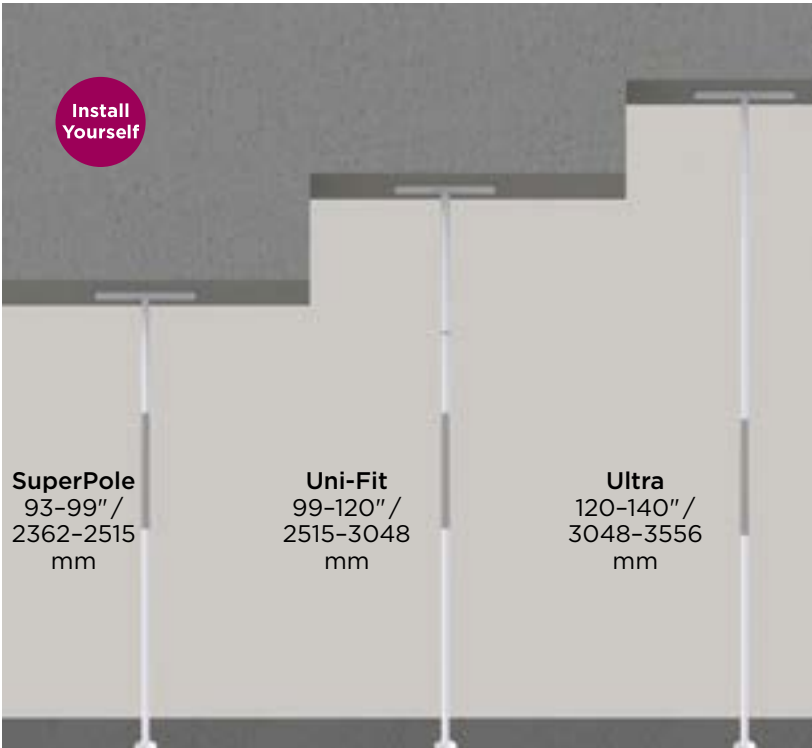 Install
Yourself
SuperPole
93–99"/
2362–2515
mm
Uni-Fit
99–120"/
2515–3048
mm
Ultra
120–140"/
3048–3556
mm